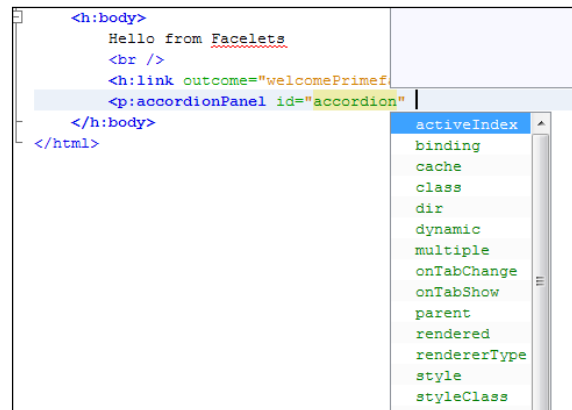 <h:body>
Hello from Facelets
<br />
<h:link outcome="welcomePrimef
<p:accordionPanel id="accordion"
</h:body>
</html>
activeIndex
binding
cache
class
dir
dynamic
multiple
onTabChange
onTabShow
parent
rendered
rendererType
style
styleClass